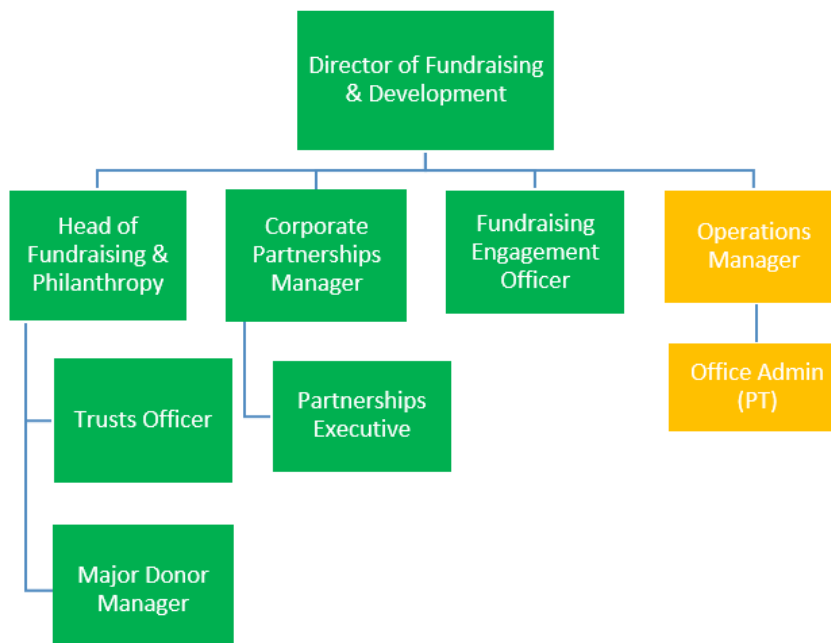 Director of Fundraising
& Development
Head of
Fundraising &
Philanthropy
Corporate
Partnerships
Manager
Fundraising
Engagement
Officer
Operations
Manager
Trusts Officer
Partnerships
Executive
Office Admin
(PT)
Major Donor
Manager